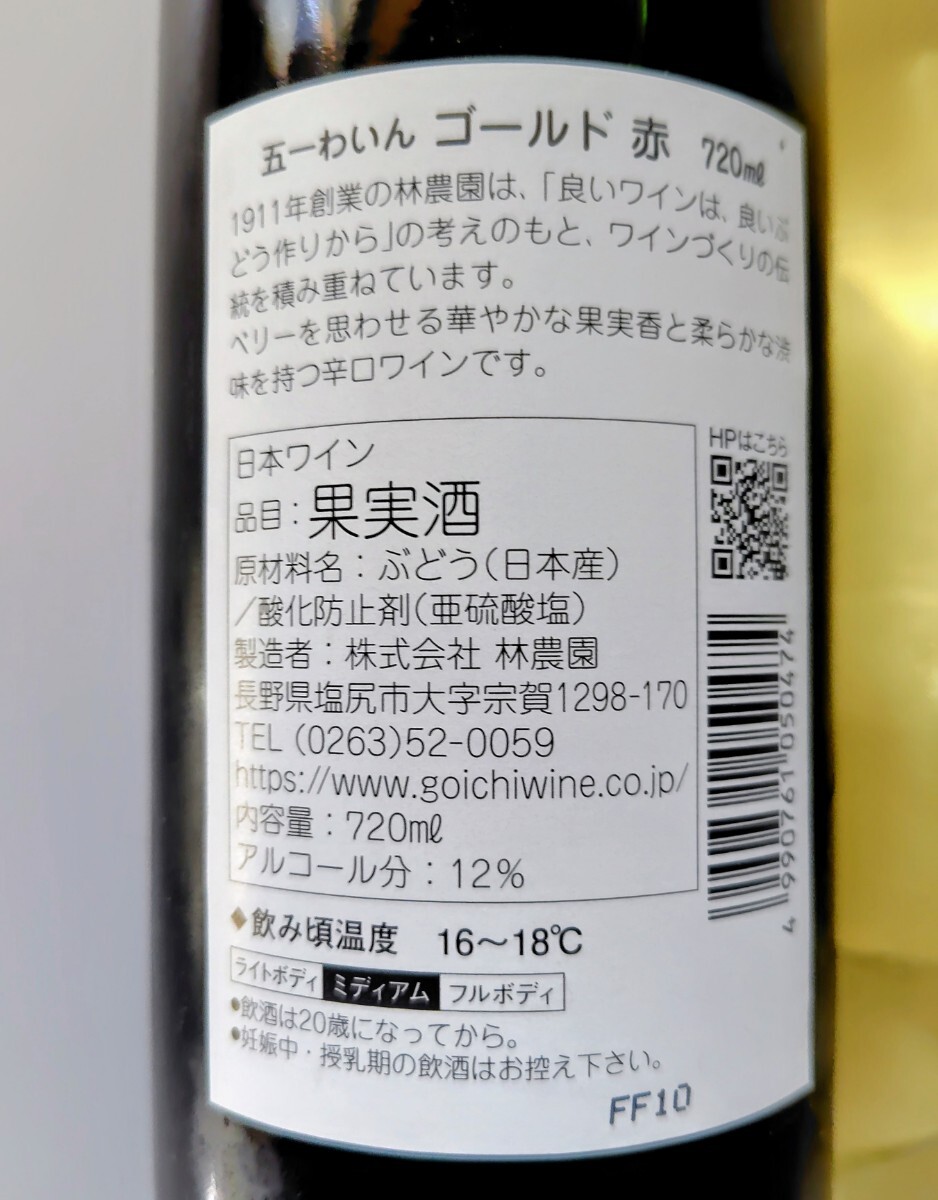 五一わいん ゴールド 赤 720㎖
1911年創業の林農園は、「良いワインは、良いぶ
どう作りから」の考えのもと、ワインづくりの伝
統を積み重ねています。
ベリーを思わせる華やかな果実香と柔らかな渋
味を持つ辛口ワインです。
日本ワイン
品目:果実酒
原材料名:ぶどう(日本産)
/酸化防止剤(亜硫酸塩)
製造者:株式会社 林農園
長野県塩尻市大字宗賀1298-170
TEL (0263)52-0059
https://www.goichiwine.co.jp/
内容量:720㎖
アルコール分:12%
HPはこちら
4 990761 050474
◆飲み頃温度 16〜18℃
ライトボディ ミディアム フルボディ
●飲酒は20歳になってから。
●妊娠中・授乳期の飲酒はお控え下さい。
FF10